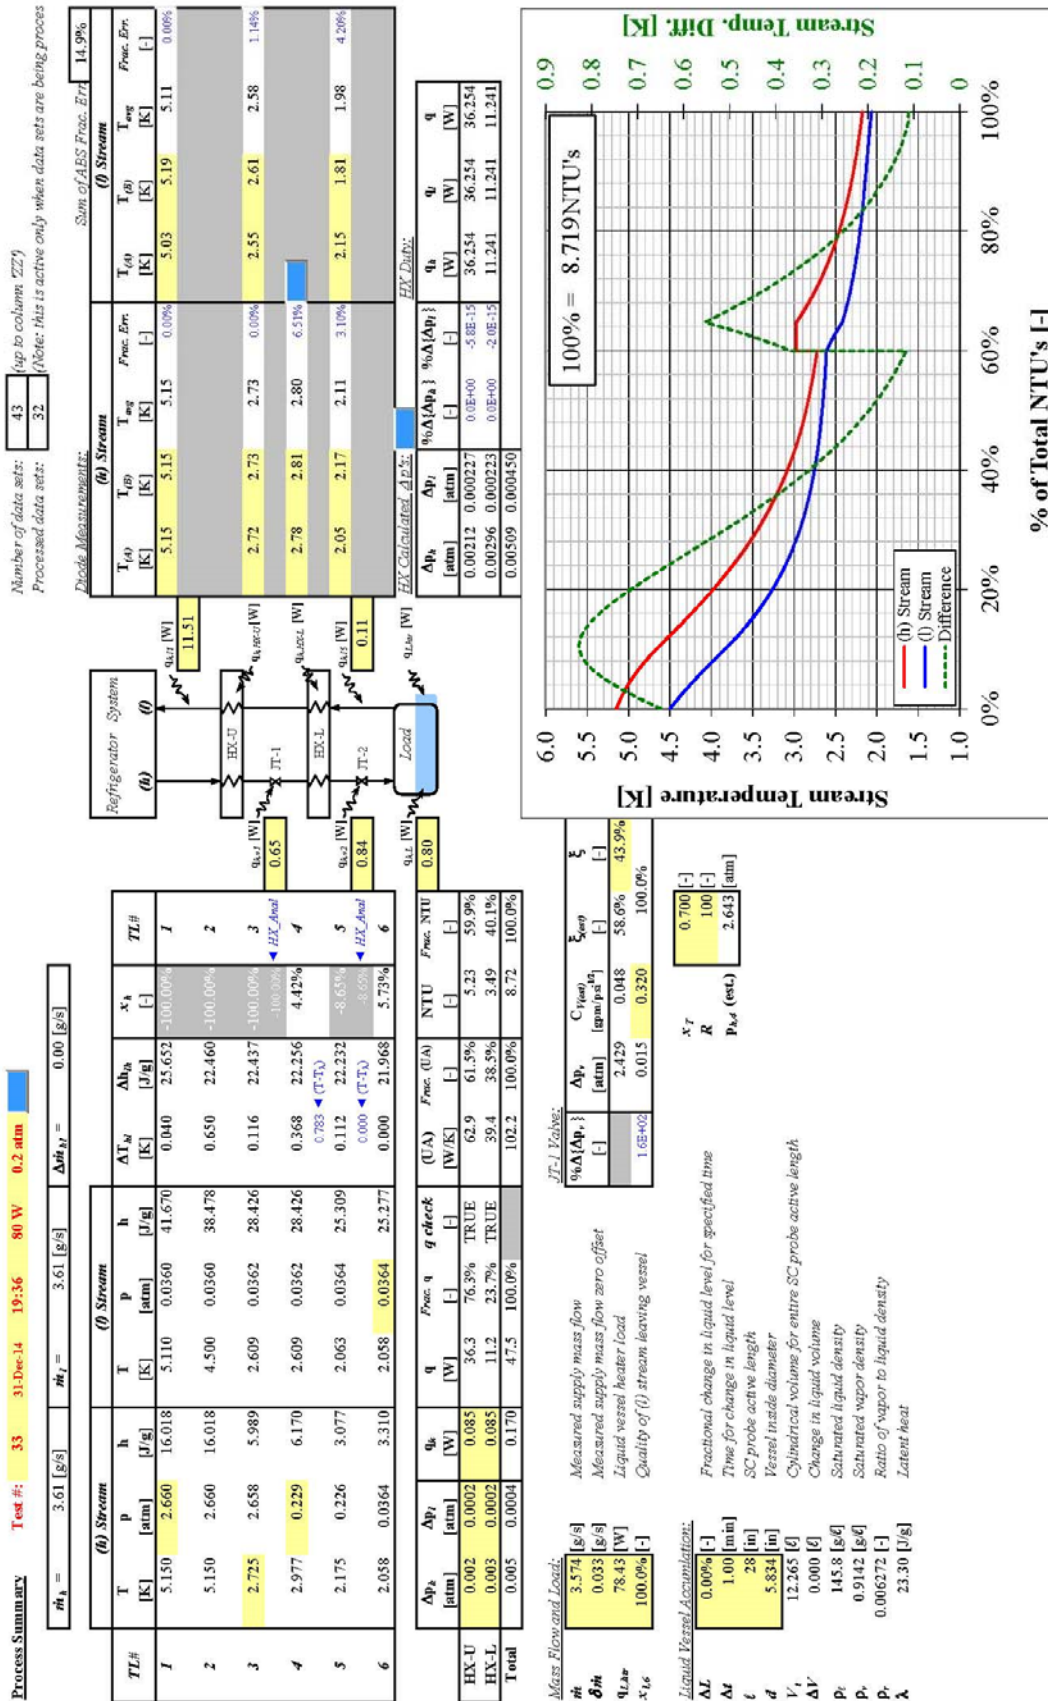 Process Summary Test #: 33 31-Dec-14 19:36 80 W 0.2 atm
ṁh = 3.61 [g/s] ṁl = 3.61 [g/s] Δṁhl = 0.00 [g/s]
TL# (h) Stream (l) Stream ΔThl Δhlh xh TL#
T p h T p h
[K] [atm] [J/g] [K] [atm] [J/g] [K] [J/g] [-]
1 5.150 2.660 16.018 5.110 0.0360 41.670 0.040 25.652 -100.00% 1
2 5.150 2.660 16.018 4.500 0.0360 38.478 0.650 22.460 -100.00% 2
3 2.725 2.658 5.989 2.609 0.0362 28.426 0.116 22.437 -100.00% 3
-100.00% ◄ HX_Anal
4 2.977 0.229 6.170 2.609 0.0362 28.426 0.368 22.256 4.42% 4
0.783 ◄ (T-Tλ)
5 2.175 0.226 3.077 2.063 0.0364 25.309 0.112 22.232 -8.65% 5
0.000 ◄ (T-Tλ) -8.65% ◄ HX_Anal
6 2.058 0.0364 3.310 2.058 0.0364 25.277 0.000 21.968 5.73% 6
Δph Δpl qk q Frac. q q check (UA) Frac. (UA) NTU Frac. NTU
[atm] [atm] [W] [W] [-] [-] [W/K] [-] [-] [-]
HX-U 0.002 0.0002 0.085 36.3 76.3% TRUE 62.9 61.5% 5.23 59.9%
HX-L 0.003 0.0002 0.085 11.2 23.7% TRUE 39.4 38.5% 3.49 40.1%
Total 0.005 0.0004 0.170 47.5 100.0% 102.2 100.0% 8.72 100.0%
Mass Flow and Load:
ṁ 3.574 [g/s] Measured supply mass flow
δṁ 0.033 [g/s] Measured supply mass flow zero offset
qL,htr 78.43 [W] Liquid vessel heater load
xl,6 100.0% [-] Quality of (l) stream leaving vessel
Liquid Vessel Accumlation:
ΔL 0.00% [-] Fractional change in liquid level for specified time
Δt 1.00 [min] Time for change in liquid level
ℓ 28 [in] SC probe active length
d 5.834 [in] Vessel inside diameter
Vt 12.265 [ℓ] Cylindrical volume for entire SC probe active length
ΔV 0.000 [ℓ] Change in liquid volume
ρℓ 145.8 [g/ℓ] Saturated liquid density
ρv 0.9142 [g/ℓ] Saturated vapor density
ρr 0.006272 [-] Ratio of vapor to liquid density
λ 23.30 [J/g] Latent heat
JT-1 Valve:
%Δ{Δpv} Δpv CV(est) ξ(est) ξ
[-] [atm] [gpm/psi^1/2] [-] [-]
2.429 0.048 58.6% 43.9%
1.6E+02 0.015 0.320 100.0%
xT 0.700 [-]
R 100 [-]
ph,4 (est.) 2.643 [atm]
Refrigerator System
(h) (l)
HX-U
JT-1
HX-L
JT-2
Load
qk,l1 [W]
11.51
qk,HX-U [W]
qk,v1 [W]
0.65
qk,HX-L [W]
qk,v2 [W]
0.84
qk,l5 [W]
0.11
qk,L [W]
0.80
qL,htr [W]
Number of data sets: 43 (up to column 'ZZ')
Processed data sets: 32 (Note: this is active only when data sets are being proces
Diode Measurements: Sum of ABS Frac. Err. 14.9%
(h) Stream (l) Stream
T(A) T(B) Tavg Frac. Err. T(A) T(B) Tavg Frac. Err.
[K] [K] [K] [-] [K] [K] [K] [-]
5.15 5.15 5.15 0.00% 5.03 5.19 5.11 0.00%
2.72 2.73 2.73 0.00% 2.55 2.61 2.58 1.14%
2.78 2.81 2.80 6.51%
2.05 2.17 2.11 3.10% 2.15 1.81 1.98 4.20%
HX Calculated Δp's: HX Duty:
Δph Δpl %Δ{Δph} %Δ{Δpl} qh ql q
[atm] [atm] [-] [-] [W] [W] [W]
0.00212 0.000227 0.0E+00 -5.8E-15 36.254 36.254 36.254
0.00296 0.000223 0.0E+00 -2.0E-15 11.241 11.241 11.241
0.00509 0.000450
Stream Temperature [K]
6.0
5.5
5.0
4.5
4.0
3.5
3.0
2.5
2.0
1.5
1.0
100% = 8.719NTU's
(h) Stream
(l) Stream
Difference
0.9
0.8
0.7
0.6
0.5
0.4
0.3
0.2
0.1
0
Stream Temp. Diff. [K]
0% 20% 40% 60% 80% 100%
% of Total NTU's [-]